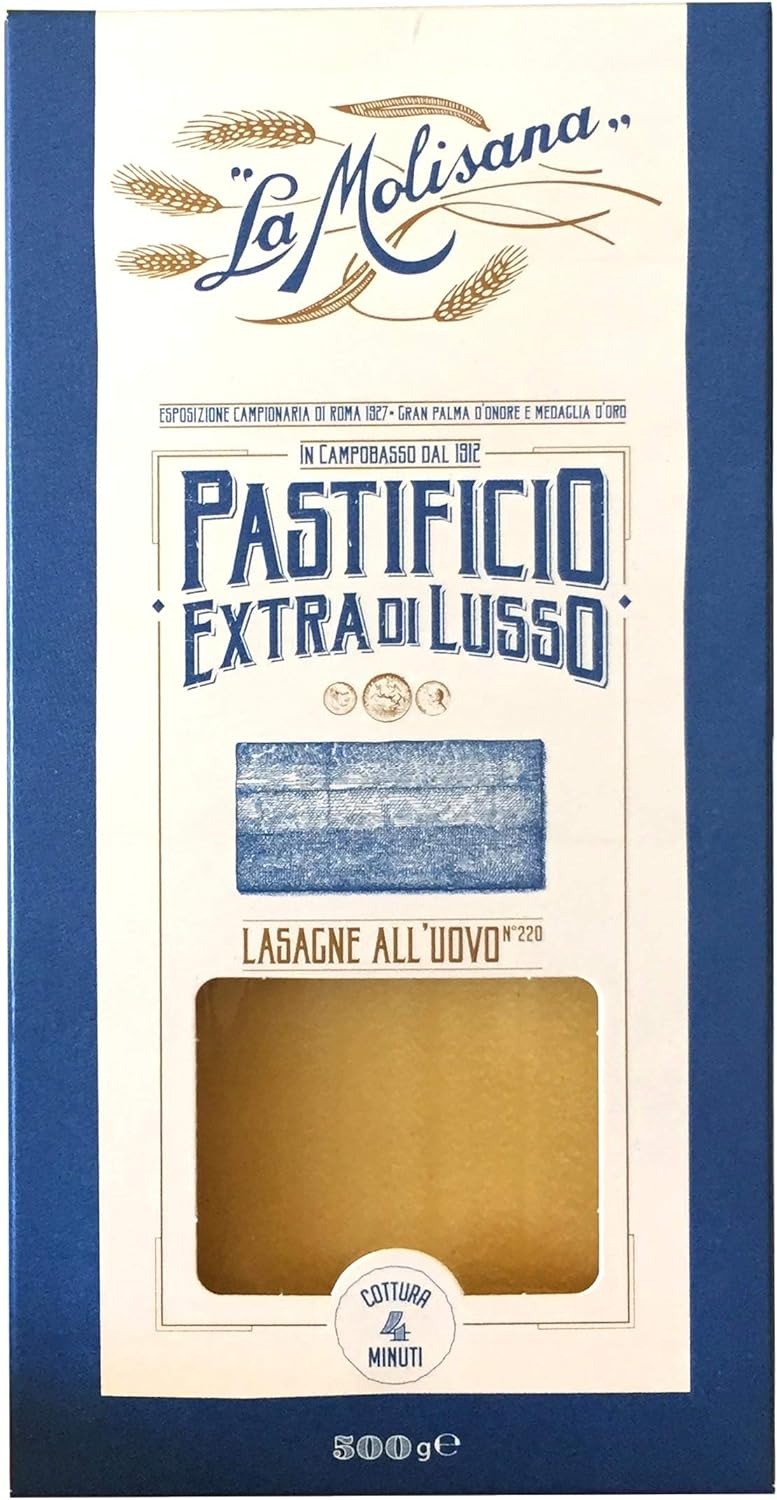 "La Molisana"
ESPOSIZIONE CAMPIONARIA DI ROMA 1927 • GRAN PALMA D'ONORE E MEDAGLIA D'ORO
IN CAMPOBASSO DAL 1912
PASTIFICIO
EXTRA DI LUSSO
LASAGNE ALL'UOVO N°220
COTTURA
4
MINUTI
500 g e